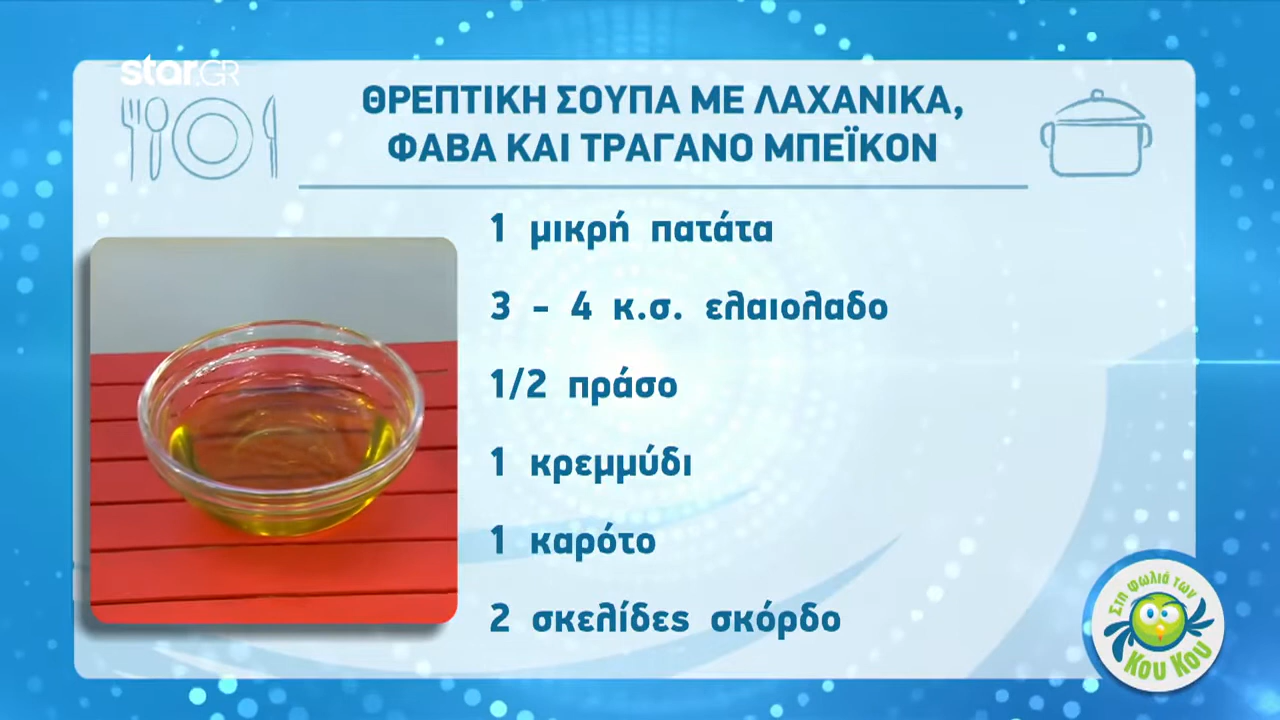 star.GR
ΘΡΕΠΤΙΚΗ ΣΟΥΠΑ ΜΕ ΛΑΧΑΝΙΚΑ,
ΦΑΒΑ ΚΑΙ ΤΡΑΓΑΝΟ ΜΠΕΪΚΟΝ
1 μικρή πατάτα
3 - 4 κ.σ. ελαιολαδο
1/2 πράσο
1 κρεμμύδι
1 καρότο
2 σκελίδες σκόρδο
Στη φωλιά των
Κου Κου